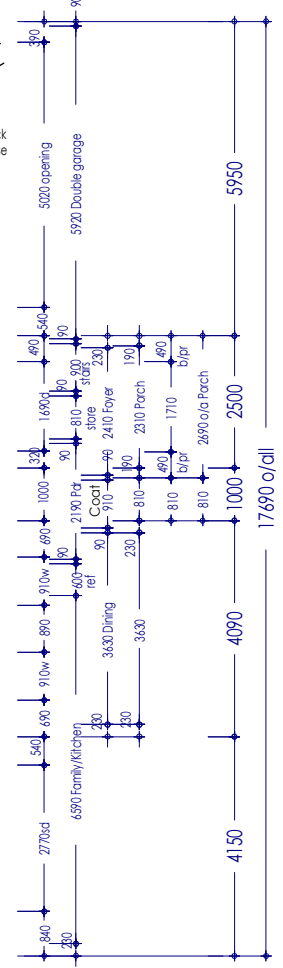 840 2770sd 540 690 910w 890 910w 690 1000 320 1690d 490 540 5020 opening 390
230 6590 Family/Kitchen 600 ref 90 2190 Pdr 90 810 store 90 900 stairs 90 5920 Double garage 90
230 3630 Dining 90 Coat 910 90 2410 Foyer 230
230 3630 230 810 190 2310 Porch 190
810 490 b/pr 1710 490 b/pr
810 2690 o/a Porch
4150 4090 1000 2500 5950
17690 o/all